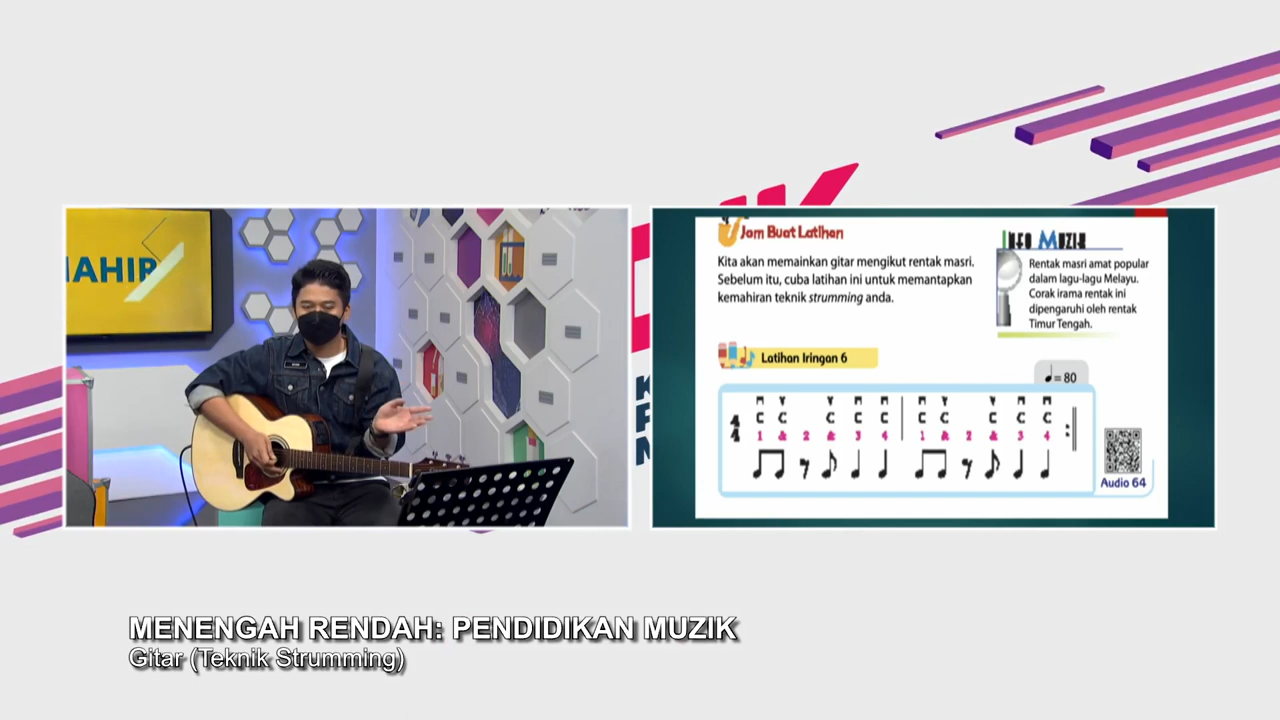 Jom Buat Latihan
Kita akan memainkan gitar mengikut rentak masri.
Sebelum itu, cuba latihan ini untuk memantapkan
kemahiran teknik strumming anda.
INFO MUZIK
Rentak masri amat popular
dalam lagu-lagu Melayu.
Corak irama rentak ini
dipengaruhi oleh rentak
Timur Tengah.
Latihan Iringan 6
= 80
C C C C C C C C C C
4 4 1 & 2 & 3 4 1 & 2 & 3 4
Audio 64
MENENGAH RENDAH: PENDIDIKAN MUZIK
Gitar (Teknik Strumming)